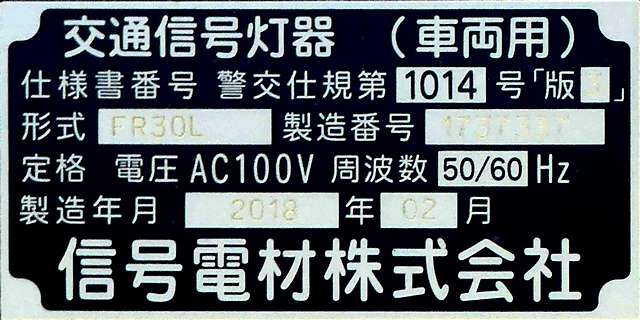 交通信号灯器 (車両用)
仕様書番号 警交仕規第 1014 号「版3」
形式 FR30L 製造番号 1737337
定格 電圧 AC100V 周波数 50/60 Hz
製造年月 2018 年 02 月
信号電材株式会社